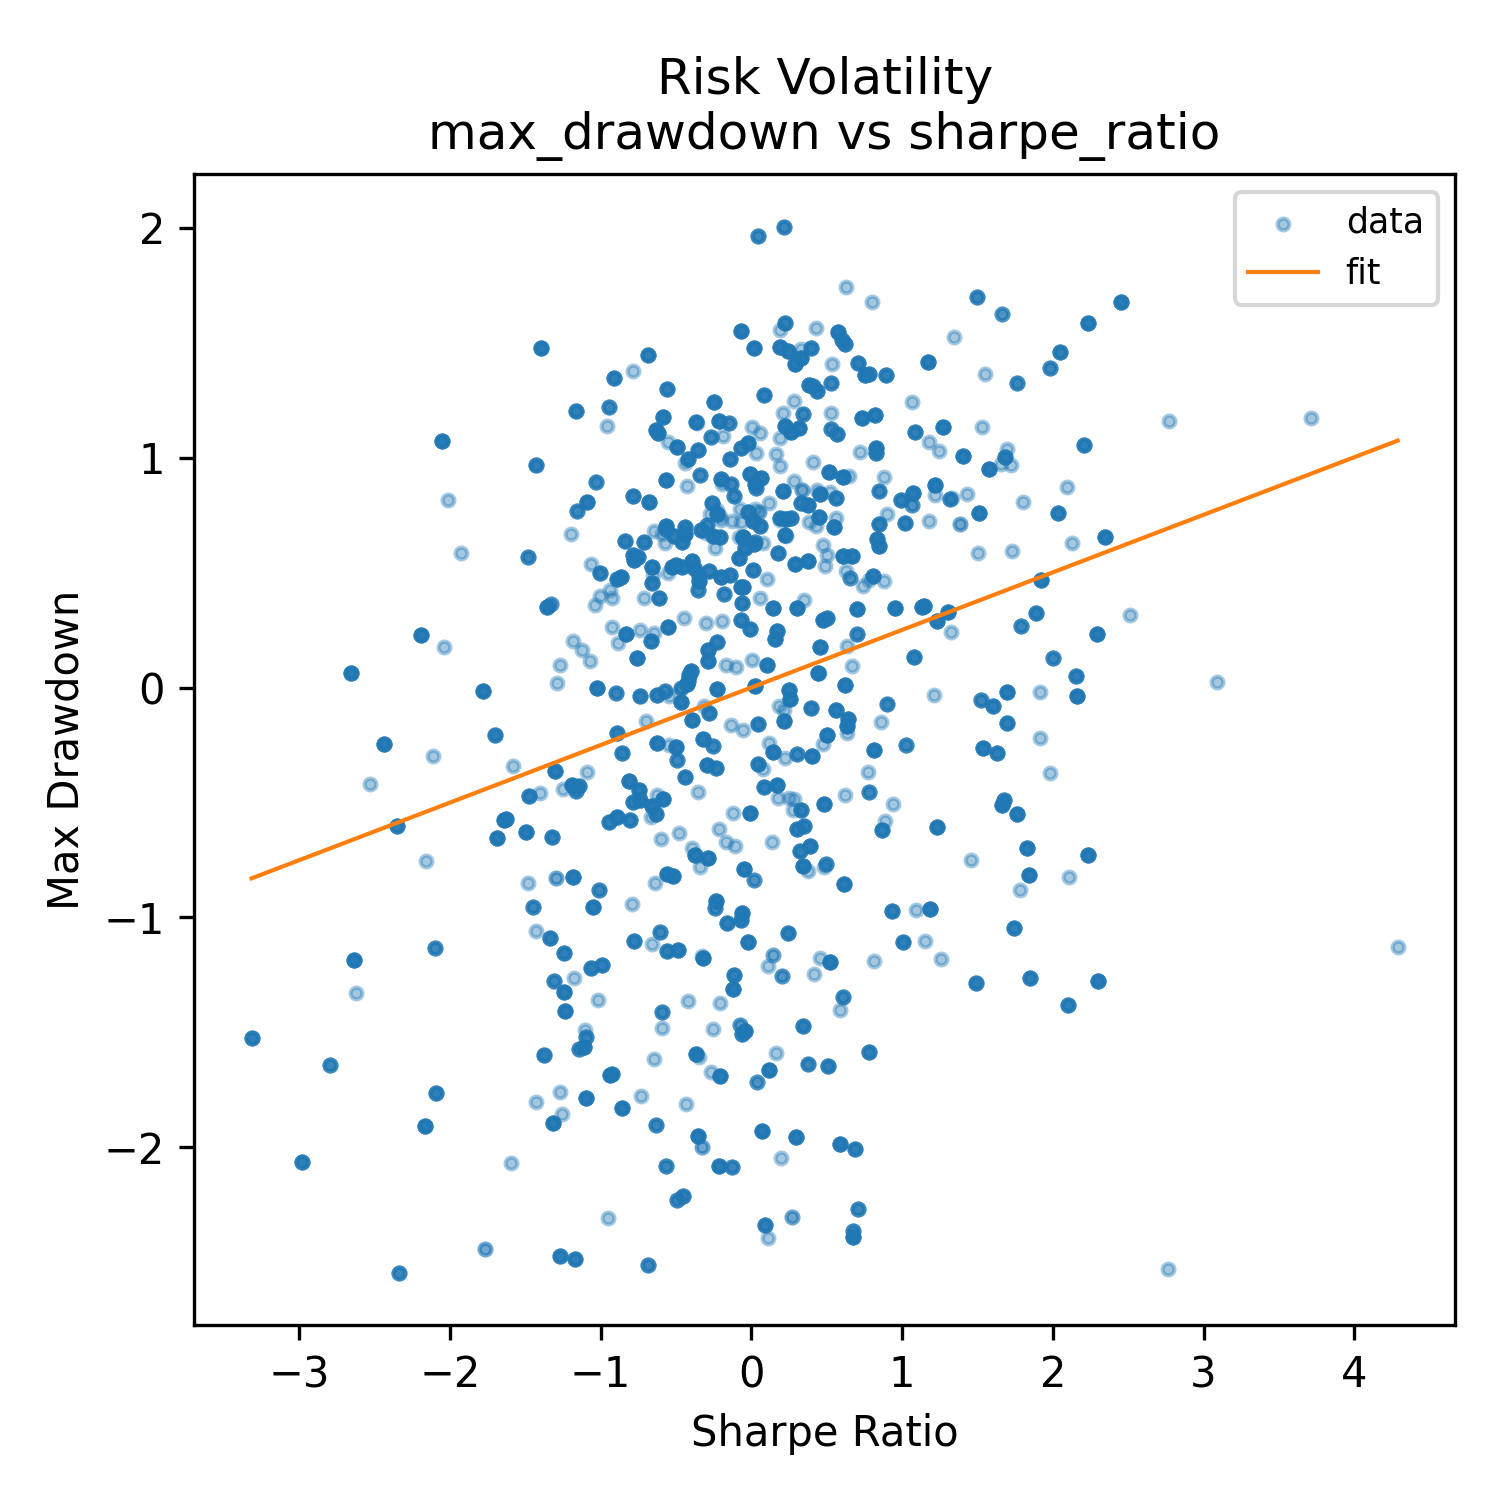 Risk Volatility
max_drawdown vs sharpe_ratio
data
fit
Max Drawdown
2
1
0
−1
−2
−3
−2
−1
0
1
2
3
4
Sharpe Ratio